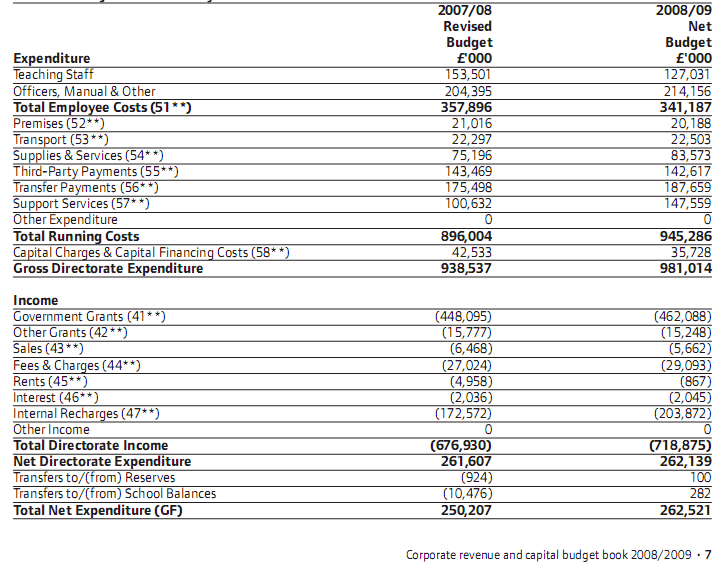 2007/08 2008/09
Revised Net
Budget Budget
Expenditure £'000 £'000
Teaching Staff 153,501 127,031
Officers, Manual & Other 204,395 214,156
Total Employee Costs (51**) 357,896 341,187
Premises (52**) 21,016 20,188
Transport (53**) 22,297 22,503
Supplies & Services (54**) 75,196 83,573
Third-Party Payments (55**) 143,469 142,617
Transfer Payments (56**) 175,498 187,659
Support Services (57**) 100,632 147,559
Other Expenditure 0 0
Total Running Costs 896,004 945,286
Capital Charges & Capital Financing Costs (58**) 42,533 35,728
Gross Directorate Expenditure 938,537 981,014
Income
Government Grants (41**) (448,095) (462,088)
Other Grants (42**) (15,777) (15,248)
Sales (43**) (6,468) (5,662)
Fees & Charges (44**) (27,024) (29,093)
Rents (45**) (4,958) (867)
Interest (46**) (2,036) (2,045)
Internal Recharges (47**) (172,572) (203,872)
Other Income 0 0
Total Directorate Income (676,930) (718,875)
Net Directorate Expenditure 261,607 262,139
Transfers to/(from) Reserves (924) 100
Transfers to/(from) School Balances (10,476) 282
Total Net Expenditure (GF) 250,207 262,521
Corporate revenue and capital budget book 2008/2009 • 7